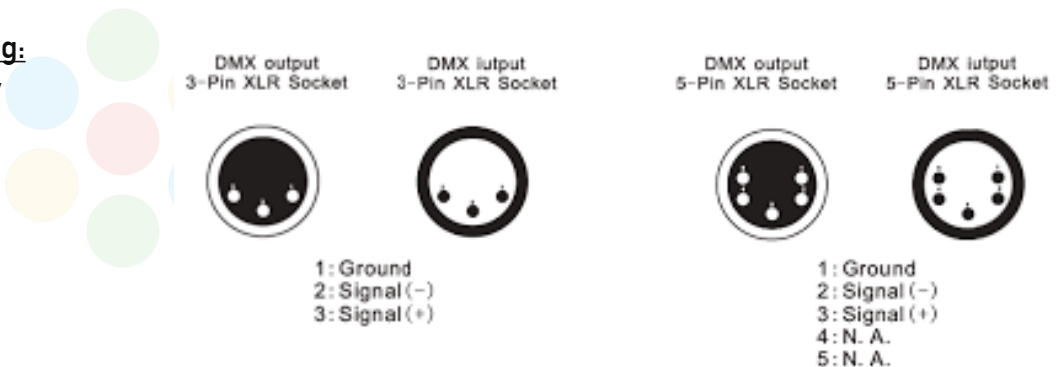 g:
DMX output
3-Pin XLR Socket
DMX iutput
3-Pin XLR Socket
DMX output
5-Pin XLR Socket
DMX iutput
5-Pin XLR Socket
1:Ground
2:Signal(-)
3:Signal(+)
1:Ground
2:Signal(-)
3:Signal(+)
4:N.A.
5:N.A.